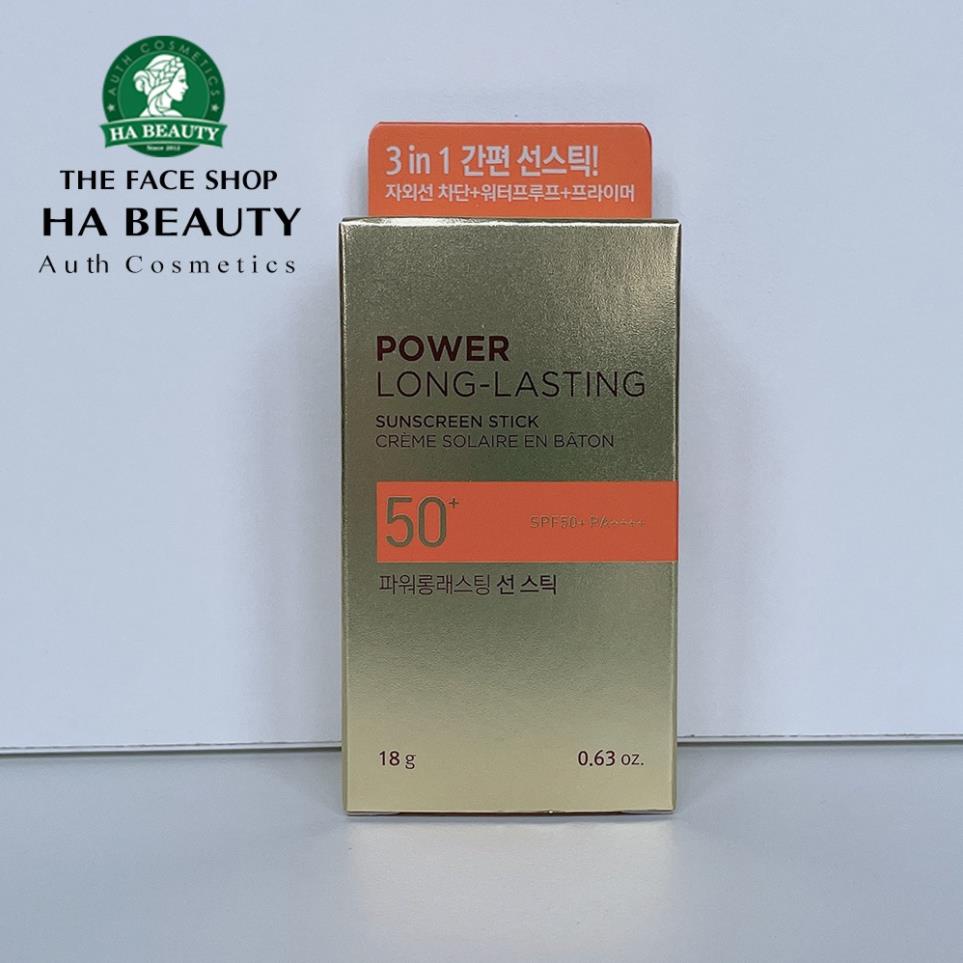 AUTH COSMETICS
HA BEAUTY
Since 2012
THE FACE SHOP
HA BEAUTY
Auth Cosmetics
3 in 1 간편 선스틱!
자외선 차단+워터프루프+프라이머
POWER
LONG-LASTING
SUNSCREEN STICK
CRÈME SOLAIRE EN BÂTON
50+
SPF50+ PA++++
파워롱래스팅 선 스틱
18 g
0.63 oz.